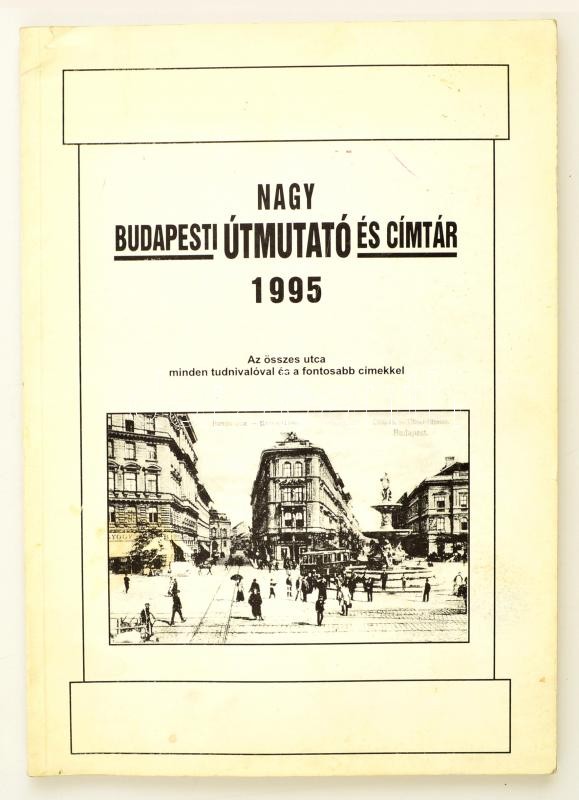 NAGY
BUDAPESTI ÚTMUTATÓ ÉS CÍMTÁR
1995
Az összes utca
minden tudnivalóval és a fontosabb címekkel
Budapest.